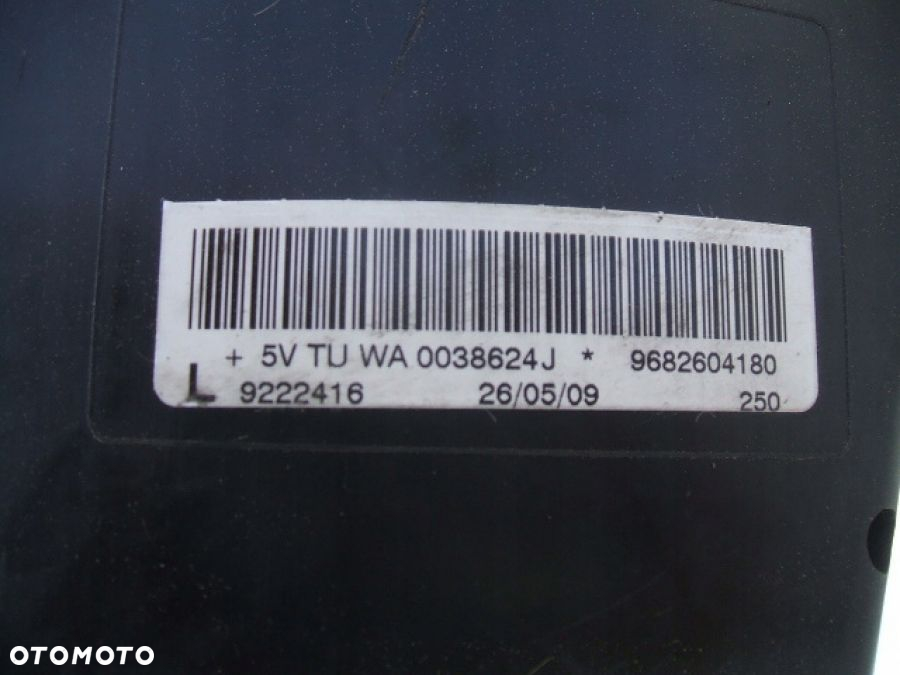 + 5V TU WA 0038624J * 9682604180
L 9222416 26/05/09 250
OTOMOTO